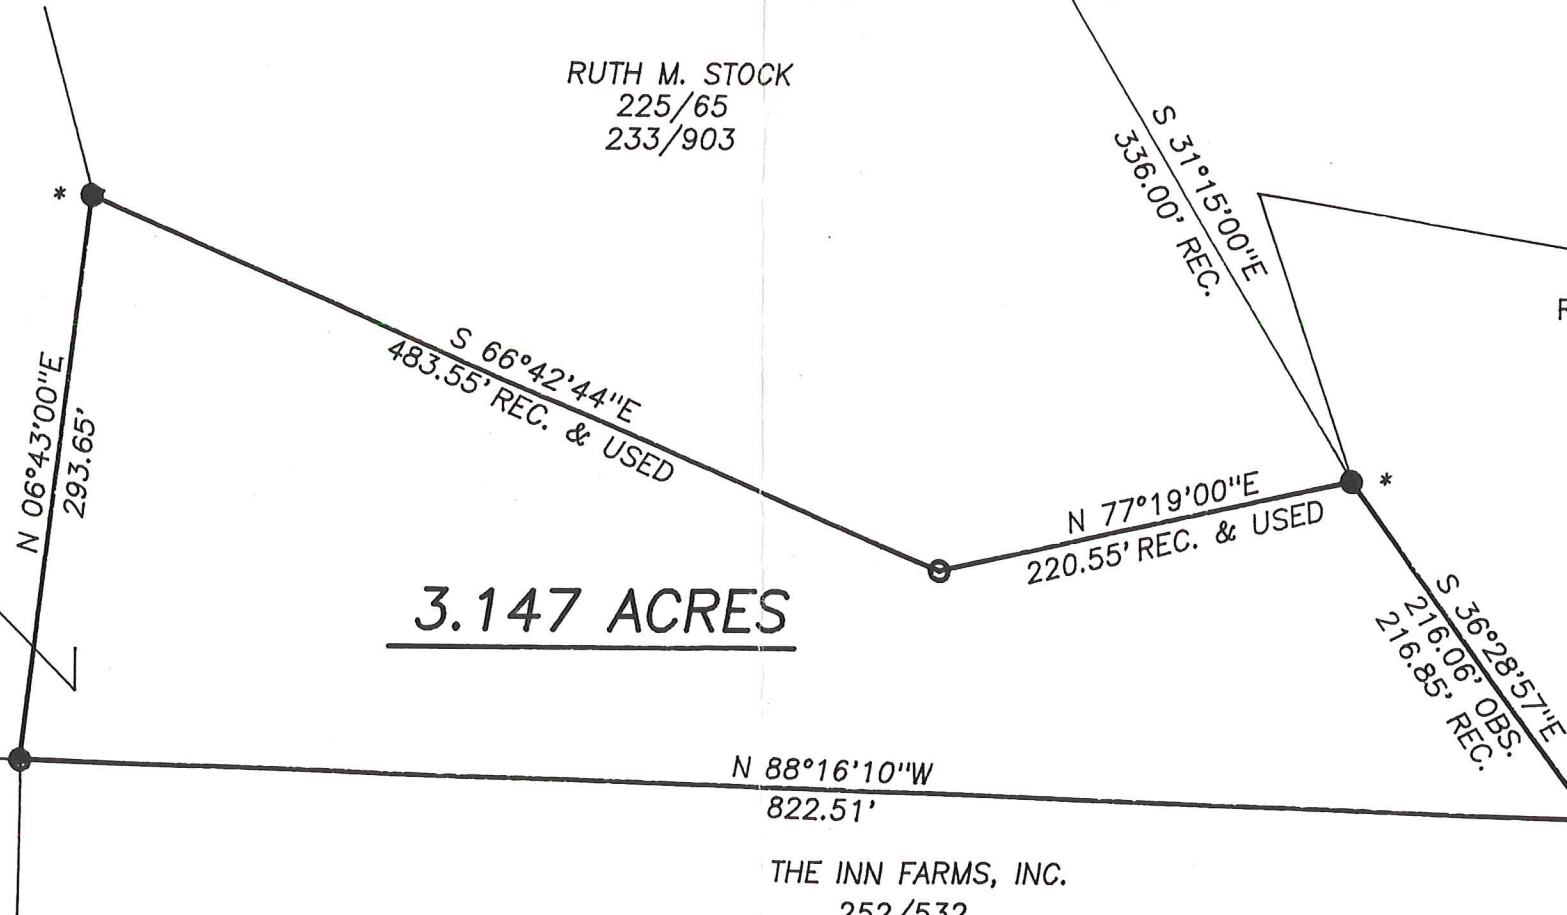 RUTH M. STOCK
225/65
233/903
S 31°15'00"E
336.00' REC.
*
R
S 66°42'44"E
483.55' REC. & USED
N 06°43'00"E
293.65'
N 77°19'00"E
220.55' REC. & USED
*
3.147 ACRES
S 36°28'57"E
216.06' OBS.
216.85' REC.
N 88°16'10"W
822.51'
THE INN FARMS, INC.
252/532